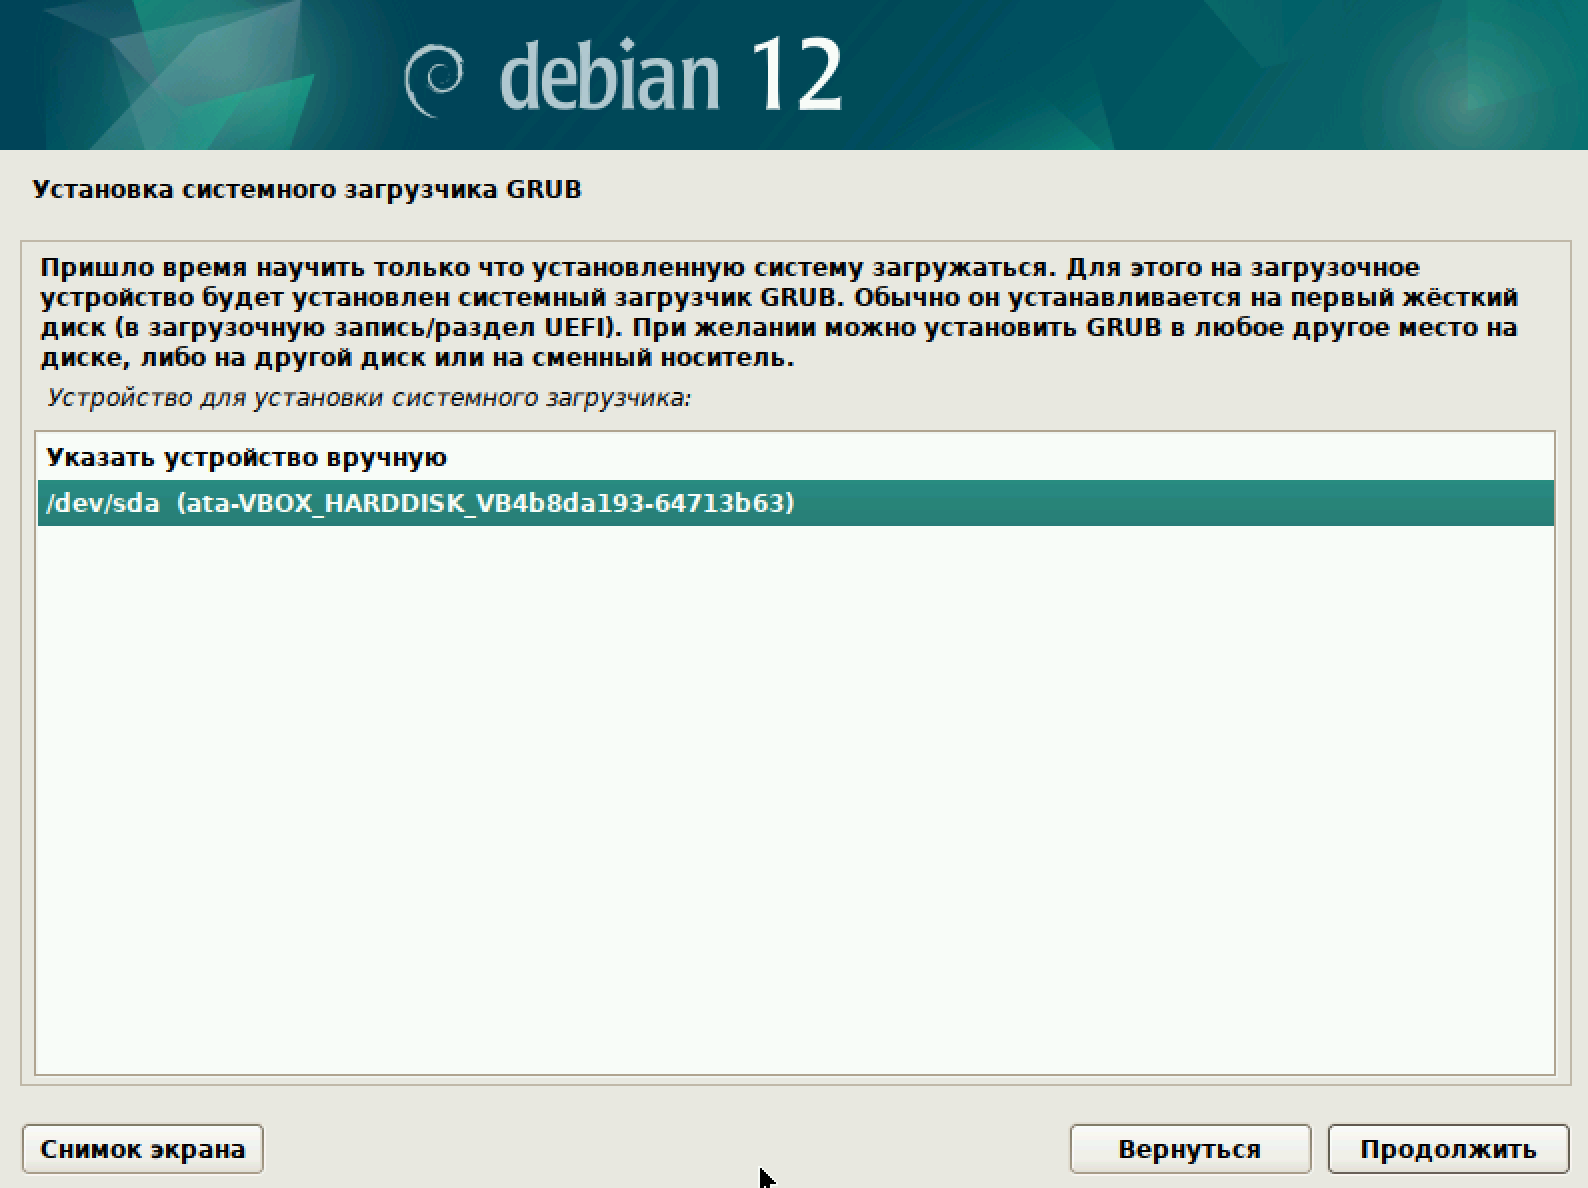 debian 12
Установка системного загрузчика GRUB
Пришло время научить только что установленную систему загружаться. Для этого на загрузочное
устройство будет установлен системный загрузчик GRUB. Обычно он устанавливается на первый жёсткий
диск (в загрузочную запись/раздел UEFI). При желании можно установить GRUB в любое другое место на
диске, либо на другой диск или на сменный носитель.
Устройство для установки системного загрузчика:
Указать устройство вручную
/dev/sda  (ata-VBOX_HARDDISK_VB4b8da193-64713b63)
Снимок экрана
Вернуться
Продолжить